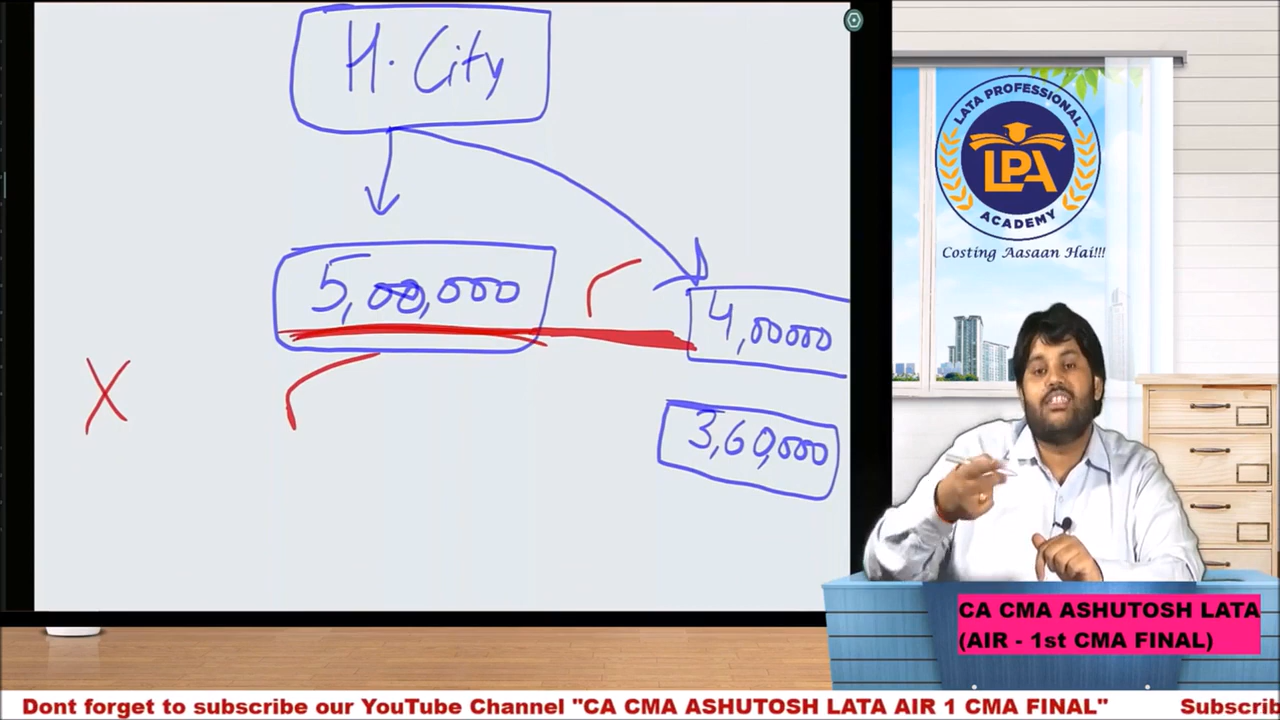 H. City
5,00,000
4,00000
3,60,000
X
LATA PROFESSIONAL
LPA
ACADEMY
Costing Aasaan Hai!!!
CA CMA ASHUTOSH LATA
(AIR - 1st CMA FINAL)
Dont forget to subscribe our YouTube Channel "CA CMA ASHUTOSH LATA AIR 1 CMA FINAL" Subscrib